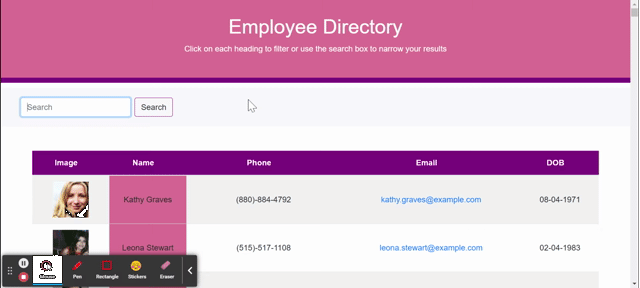 Employee Directory
Click on each heading to filter or use the search box to narrow your results
Search Search
Image Name Phone Email DOB
Kathy Graves (880)-884-4792 kathy.graves@example.com 08-04-1971
Leona Stewart (515)-517-1108 leona.stewart@example.com 02-04-1983
Mouse Pen Rectangle Stickers Eraser